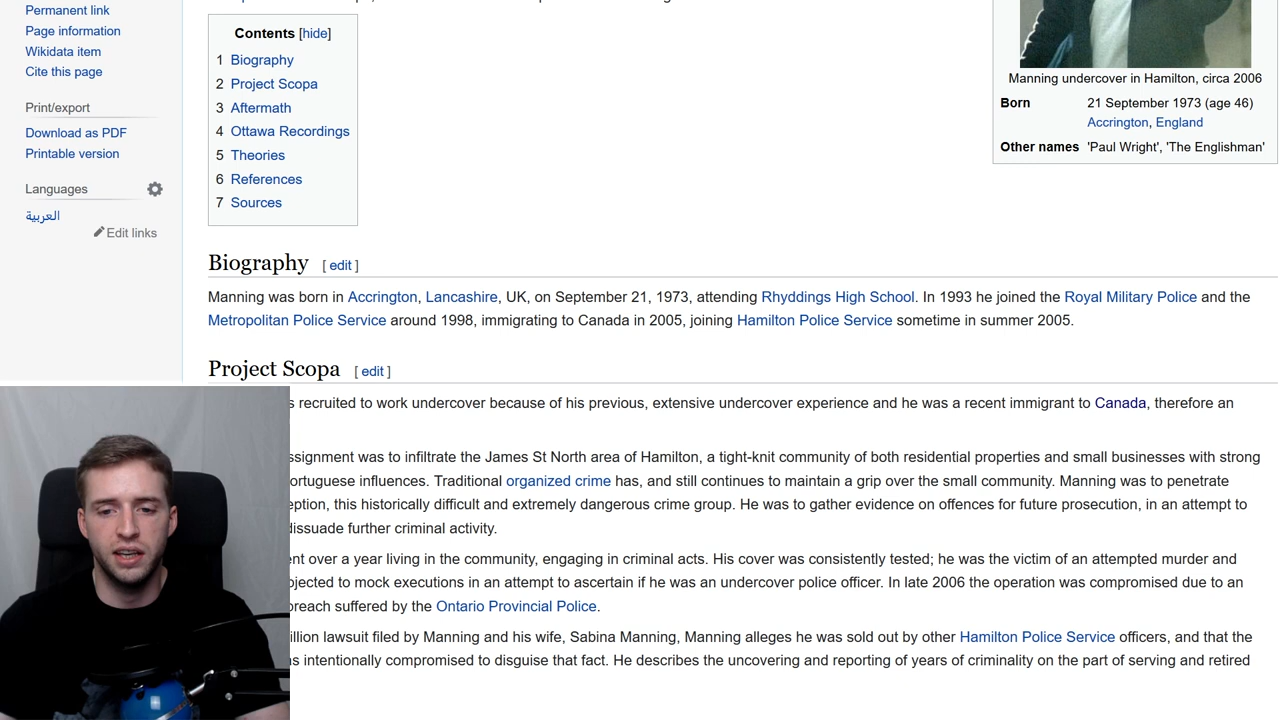 Permanent link
Page information
Wikidata item
Cite this page
Print/export
Download as PDF
Printable version
Languages
العربية
Edit links
Contents [hide]
1 Biography
2 Project Scopa
3 Aftermath
4 Ottawa Recordings
5 Theories
6 References
7 Sources
Manning undercover in Hamilton, circa 2006
Born 21 September 1973 (age 46)
Accrington, England
Other names 'Paul Wright', 'The Englishman'
Biography [ edit ]
Manning was born in Accrington, Lancashire, UK, on September 21, 1973, attending Rhyddings High School. In 1993 he joined the Royal Military Police and the
Metropolitan Police Service around 1998, immigrating to Canada in 2005, joining Hamilton Police Service sometime in summer 2005.
Project Scopa [ edit ]
s recruited to work undercover because of his previous, extensive undercover experience and he was a recent immigrant to Canada, therefore an
ssignment was to infiltrate the James St North area of Hamilton, a tight-knit community of both residential properties and small businesses with strong
ortuguese influences. Traditional organized crime has, and still continues to maintain a grip over the small community. Manning was to penetrate
eption, this historically difficult and extremely dangerous crime group. He was to gather evidence on offences for future prosecution, in an attempt to
dissuade further criminal activity.
ent over a year living in the community, engaging in criminal acts. His cover was consistently tested; he was the victim of an attempted murder and
bjected to mock executions in an attempt to ascertain if he was an undercover police officer. In late 2006 the operation was compromised due to an
breach suffered by the Ontario Provincial Police.
illion lawsuit filed by Manning and his wife, Sabina Manning, Manning alleges he was sold out by other Hamilton Police Service officers, and that the
s intentionally compromised to disguise that fact. He describes the uncovering and reporting of years of criminality on the part of serving and retired